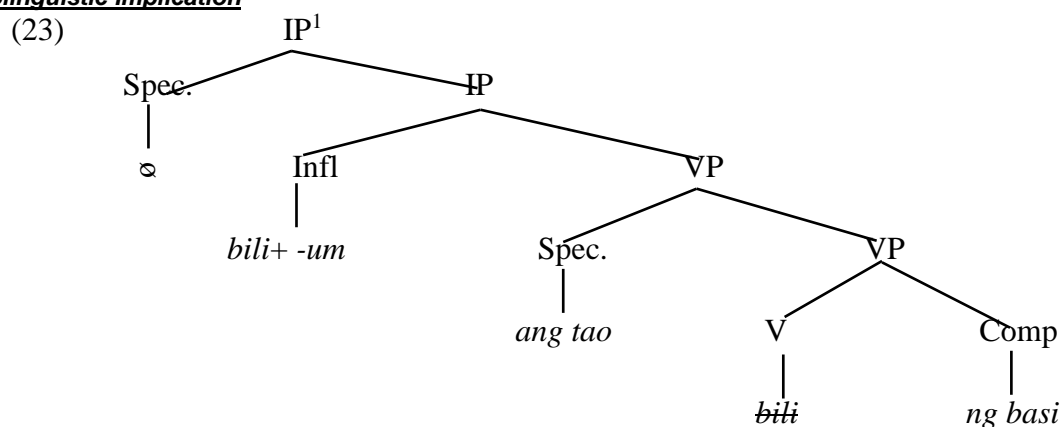 (23) IP¹
Spec. IP
ø Infl VP
bili+ -um Spec. VP
ang tao V Comp
bili ng basi